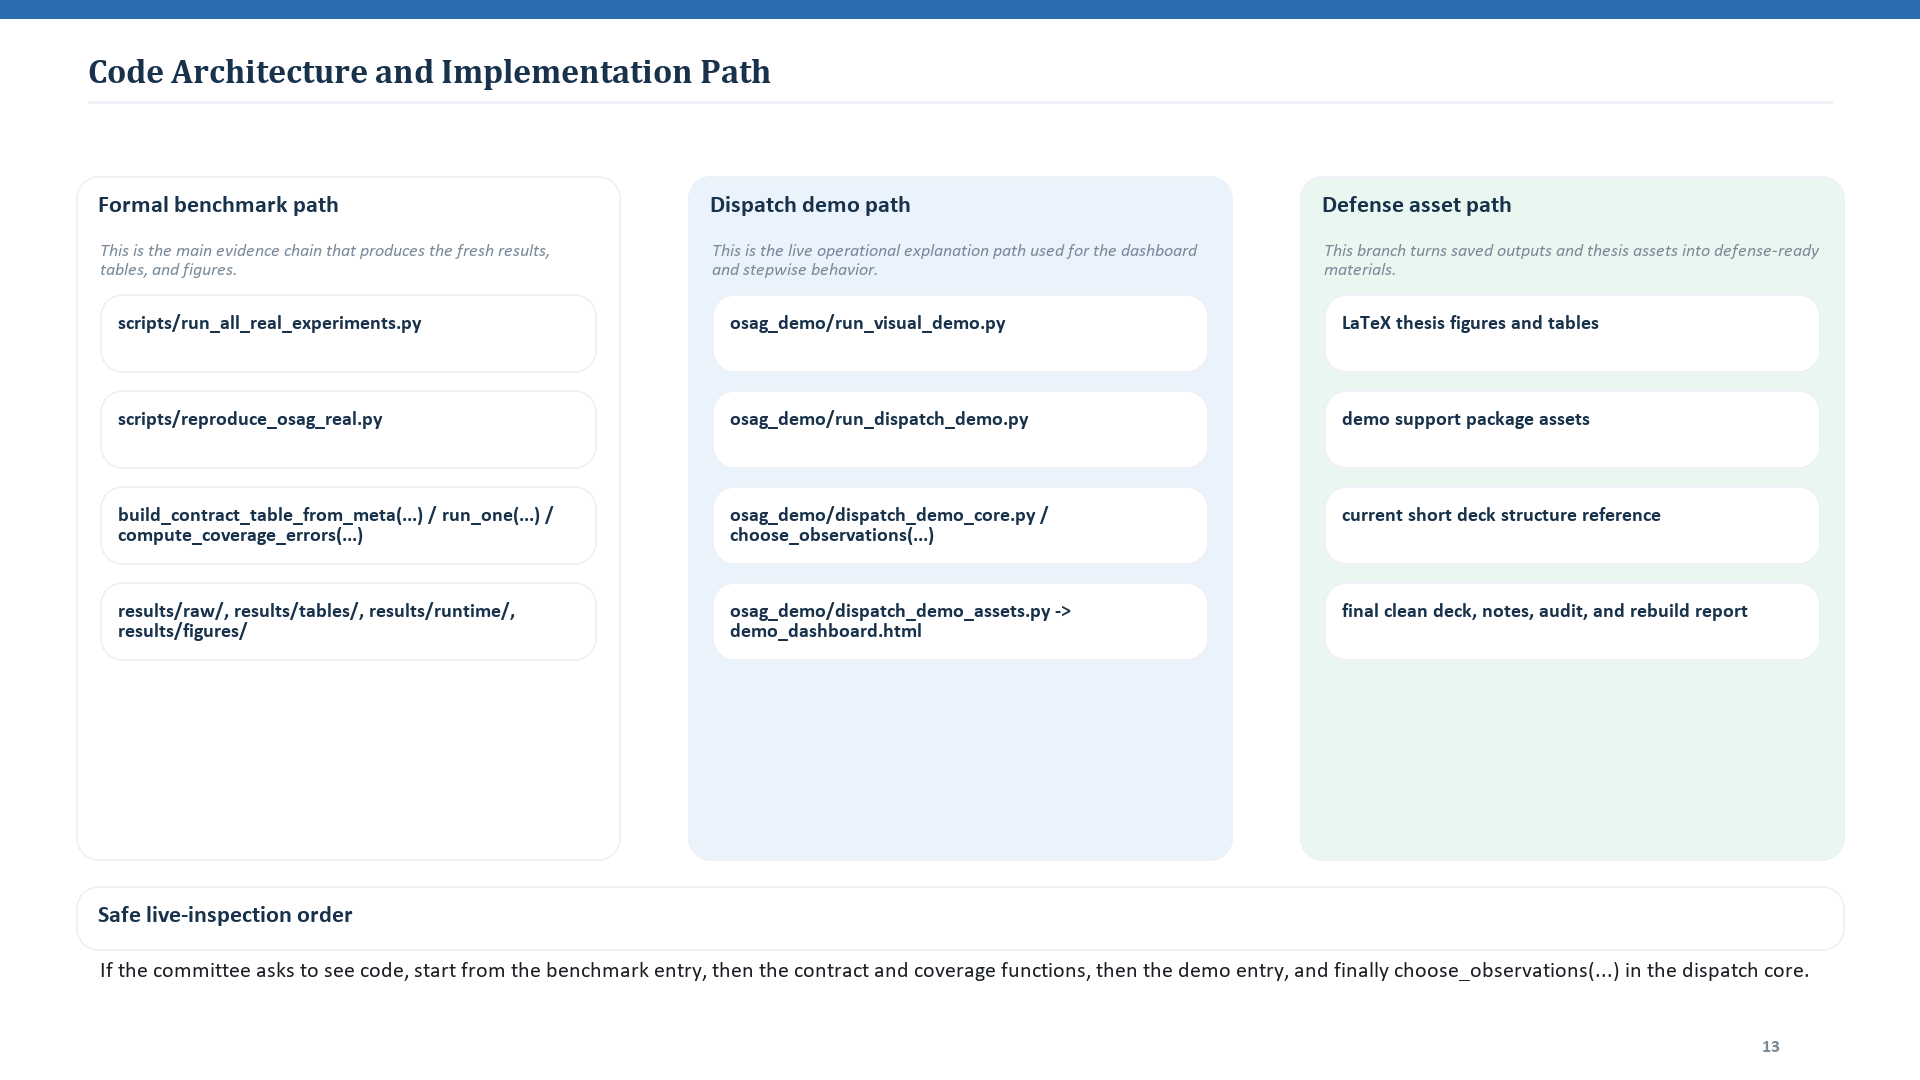 Code Architecture and Implementation Path
Formal benchmark path
This is the main evidence chain that produces the fresh results,
tables, and figures.
scripts/run_all_real_experiments.py
scripts/reproduce_osag_real.py
build_contract_table_from_meta(...) / run_one(...) /
compute_coverage_errors(...)
results/raw/, results/tables/, results/runtime/,
results/figures/
Dispatch demo path
This is the live operational explanation path used for the dashboard
and stepwise behavior.
osag_demo/run_visual_demo.py
osag_demo/run_dispatch_demo.py
osag_demo/dispatch_demo_core.py /
choose_observations(...)
osag_demo/dispatch_demo_assets.py ->
demo_dashboard.html
Defense asset path
This branch turns saved outputs and thesis assets into defense-ready
materials.
LaTeX thesis figures and tables
demo support package assets
current short deck structure reference
final clean deck, notes, audit, and rebuild report
Safe live-inspection order
If the committee asks to see code, start from the benchmark entry, then the contract and coverage functions, then the demo entry, and finally choose_observations(...) in the dispatch core.
13